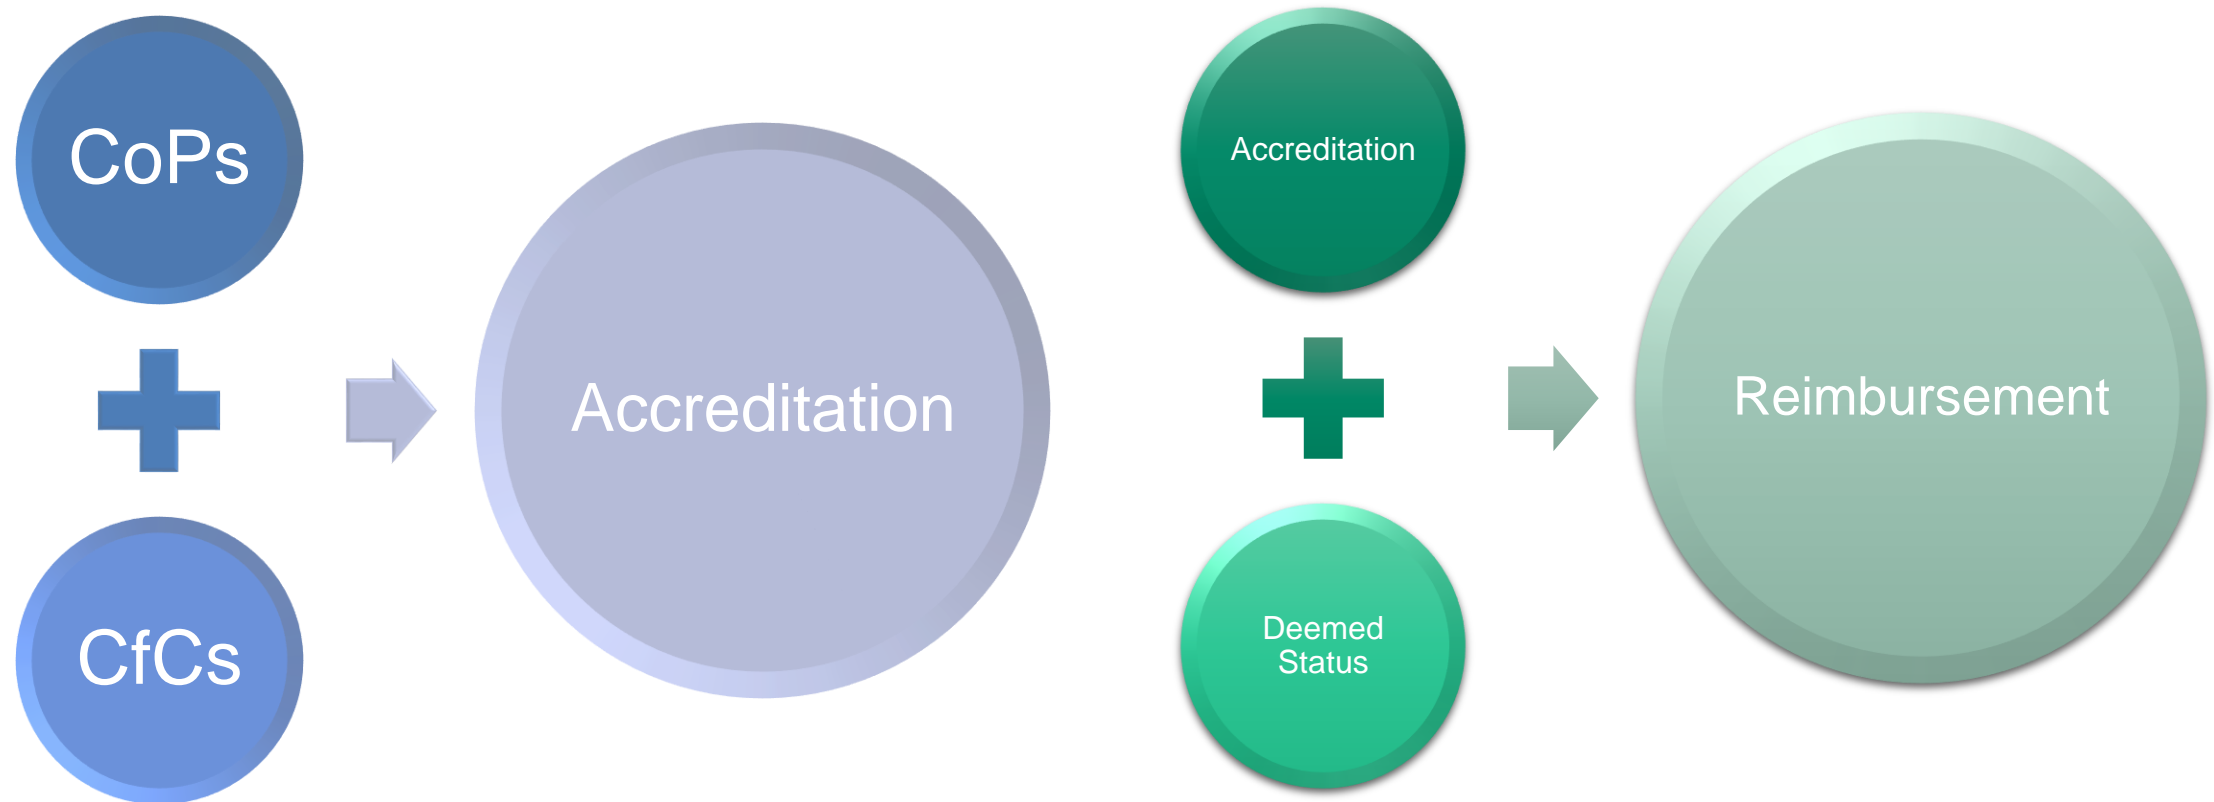 CoPs
CfCs
Accreditation
Accreditation
Deemed
Status
Reimbursement